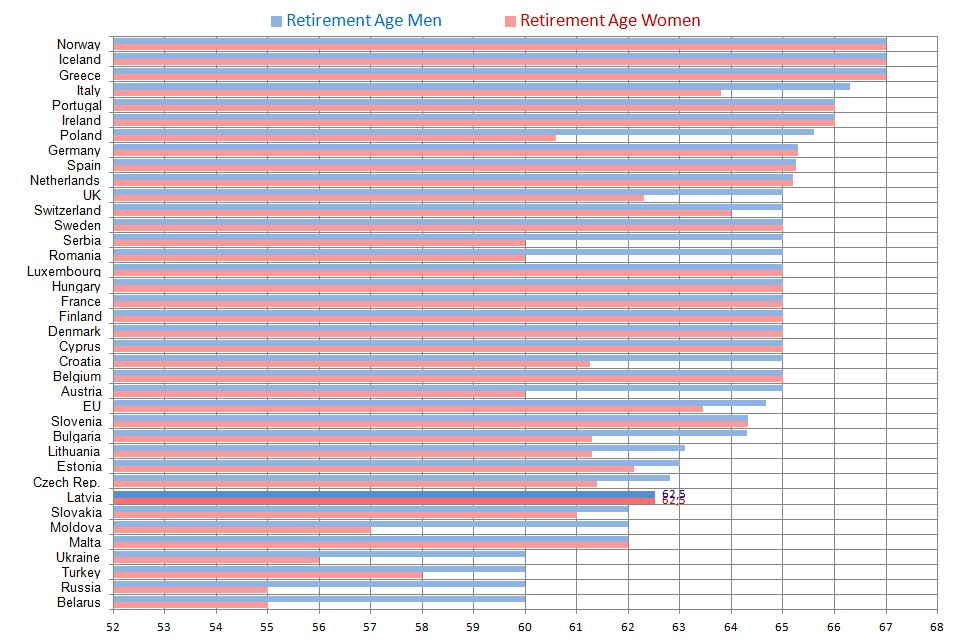 Retirement Age Men Retirement Age Women
Norway
Iceland
Greece
Italy
Portugal
Ireland
Poland
Germany
Spain
Netherlands
UK
Switzerland
Sweden
Serbia
Romania
Luxembourg
Hungary
France
Finland
Denmark
Cyprus
Croatia
Belgium
Austria
EU
Slovenia
Bulgaria
Lithuania
Estonia
Czech Rep.
Latvia 62,5
62,5
Slovakia
Moldova
Malta
Ukraine
Turkey
Russia
Belarus
52 53 54 55 56 57 58 59 60 61 62 63 64 65 66 67 68